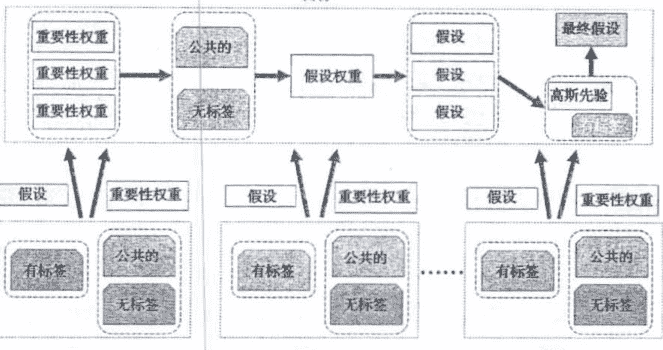 重要性权重
重要性权重
重要性权重
公共的
无标签
假设权重
假设
假设
假设
最终假设
高斯先验
假设
重要性权重
假设
重要性权重
假设
重要性权重
有标签
公共的
无标签
有标签
公共的
无标签
......
有标签
公共的
无标签